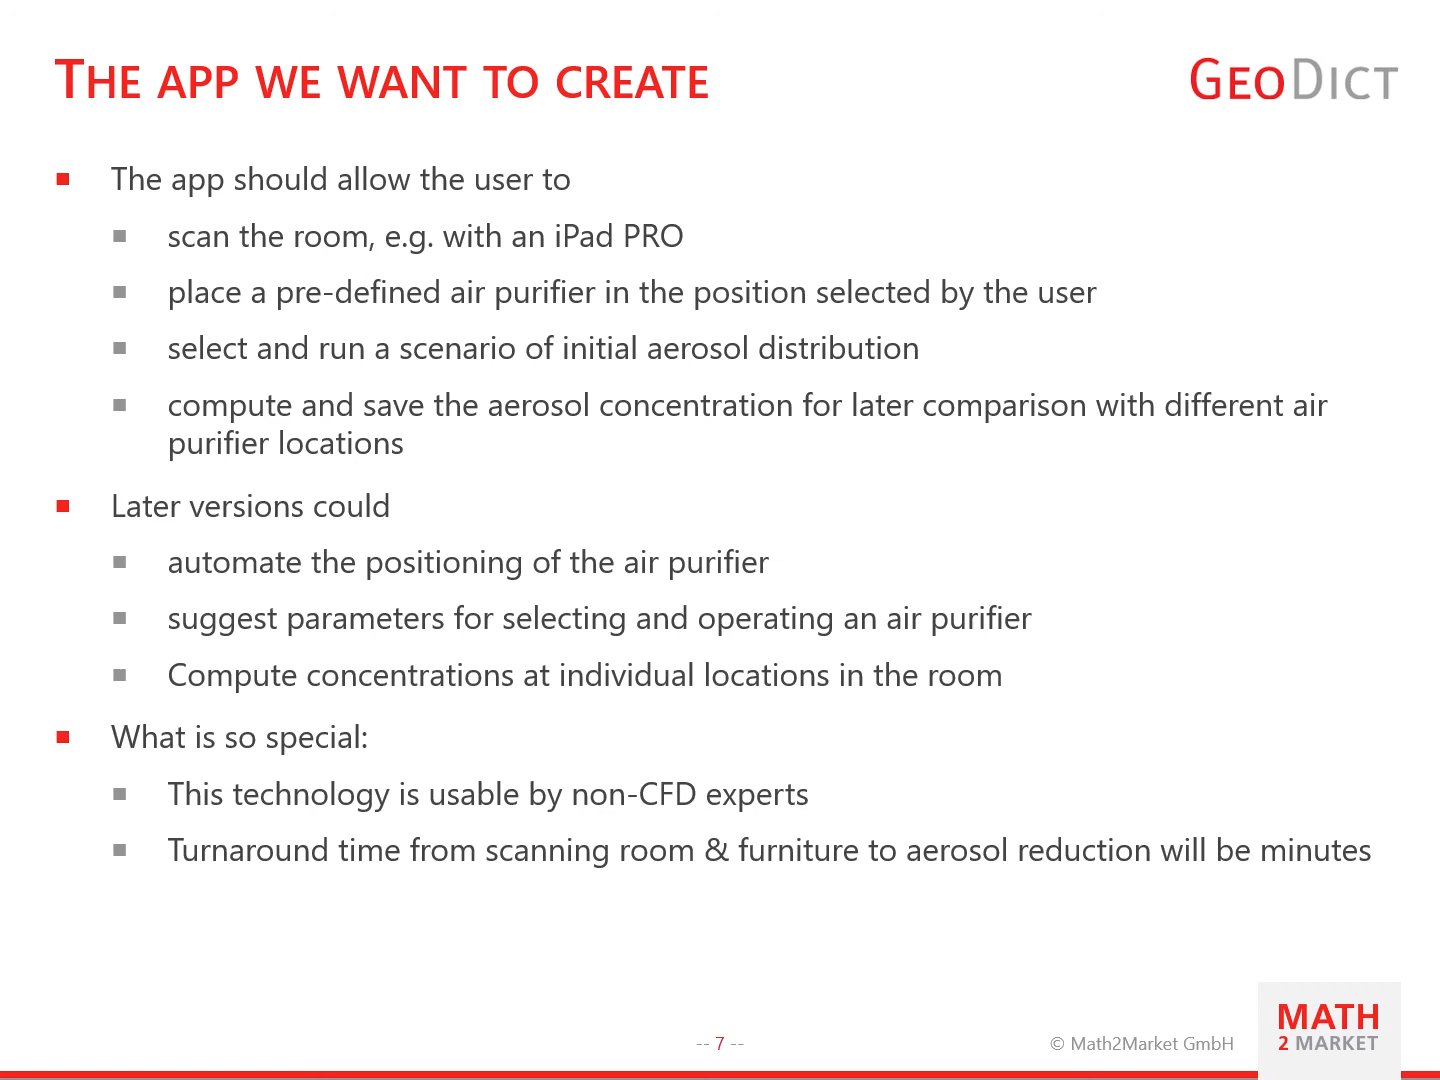 THE APP WE WANT TO CREATE
GEODICT
The app should allow the user to
scan the room, e.g. with an iPad PRO
place a pre-defined air purifier in the position selected by the user
select and run a scenario of initial aerosol distribution
compute and save the aerosol concentration for later comparison with different air
purifier locations
Later versions could
automate the positioning of the air purifier
suggest parameters for selecting and operating an air purifier
Compute concentrations at individual locations in the room
What is so special:
This technology is usable by non-CFD experts
Turnaround time from scanning room & furniture to aerosol reduction will be minutes
-- 7 --
© Math2Market GmbH
MATH
2 MARKET